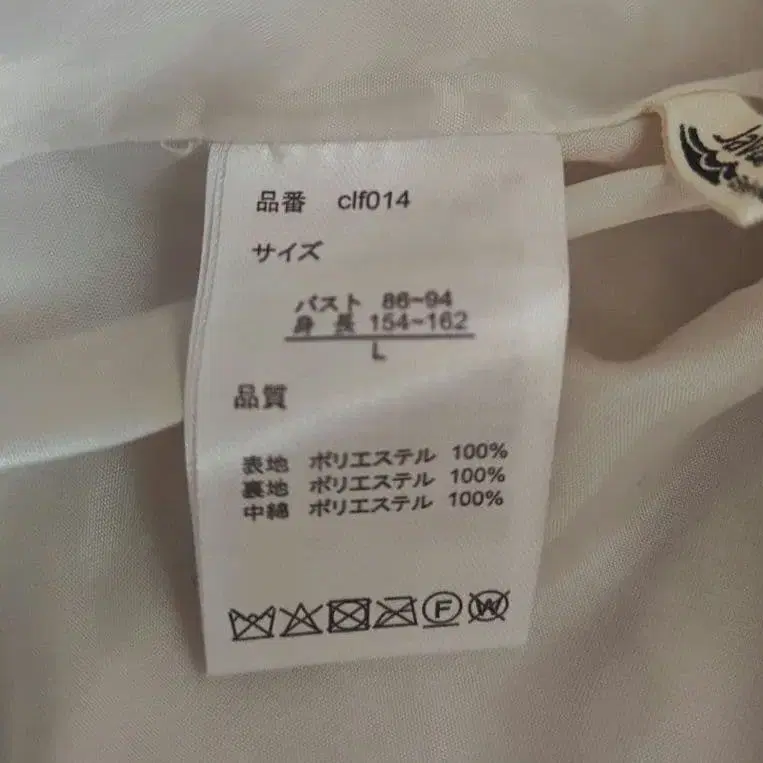 品番 clf014
サイズ
バスト 86~94
身長 154~162
L
品質
表地 ポリエステル 100%
裏地 ポリエステル 100%
中綿 ポリエステル 100%
F W